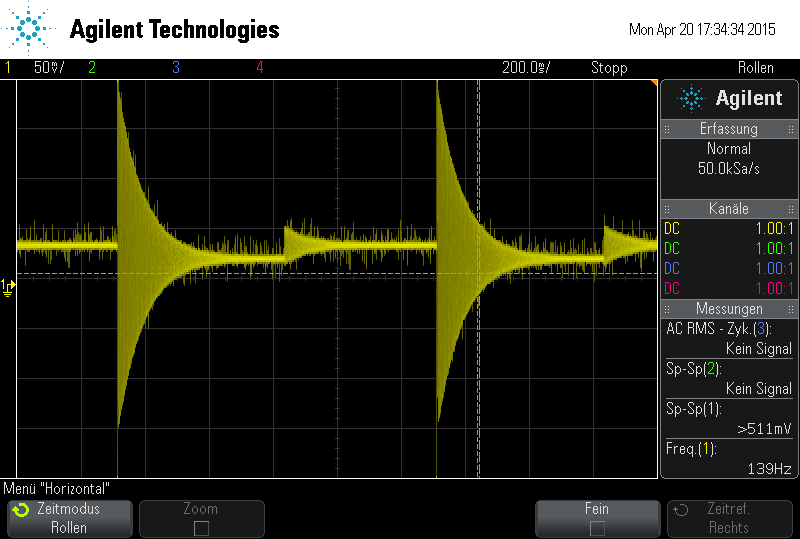 Agilent Technologies
Mon Apr 20 17:34:34 2015
1 50V/ 2 3 4 200.0ms/ Stopp Rollen
Agilent
Erfassung
Normal
50.0kSa/s
Kanäle
DC 1.00:1
DC 1.00:1
DC 1.00:1
DC 1.00:1
Messungen
AC RMS - Zyk.(3):
Kein Signal
Sp-Sp(2):
Kein Signal
Sp-Sp(1):
>511mV
Freq.(1):
139Hz
1
Menü "Horizontal"
Zeitmodus
Rollen
Zoom
Fein
Zeitref.
Rechts